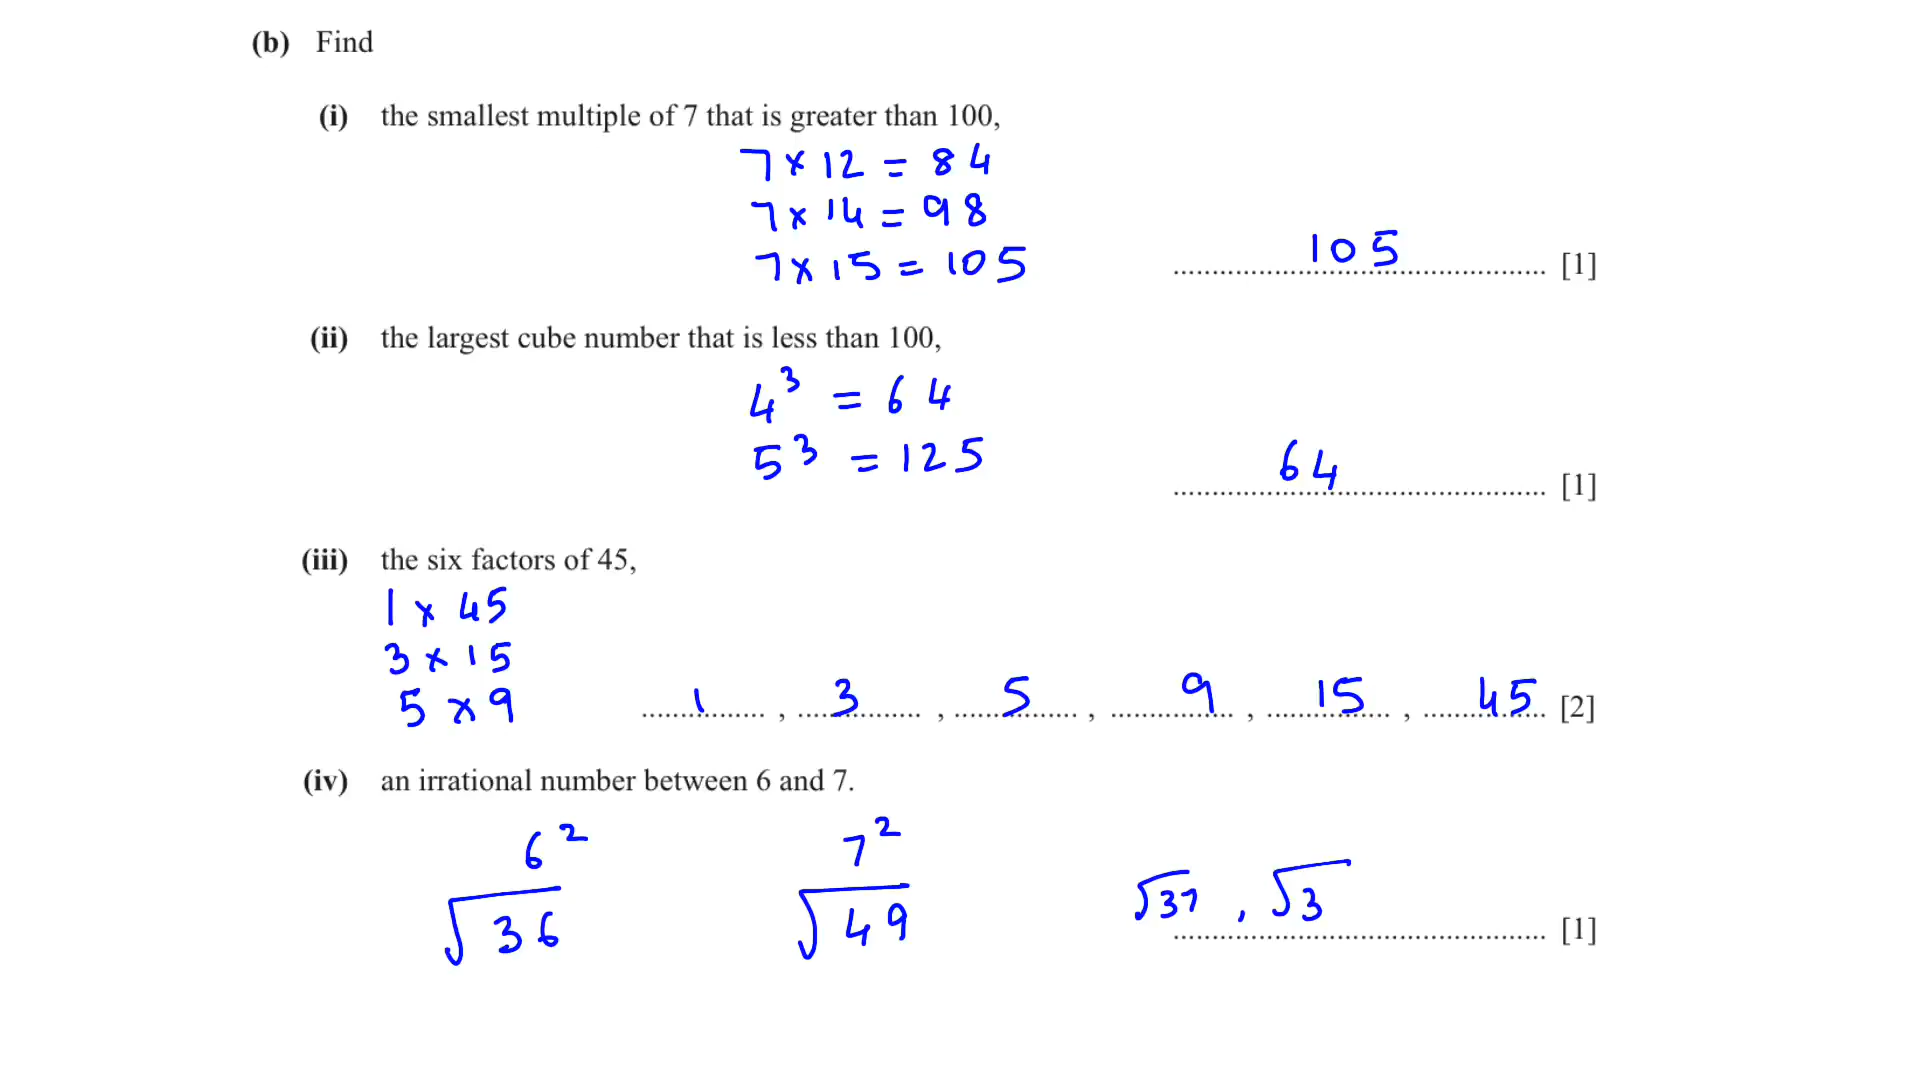 (b) Find
(i) the smallest multiple of 7 that is greater than 100,
7 × 12 = 84
7 × 14 = 98
7 × 15 = 105
105
.................................................. [1]
(ii) the largest cube number that is less than 100,
4³ = 64
5³ = 125
64
.................................................. [1]
(iii) the six factors of 45,
1 × 45
3 × 15
5 × 9
1 , 3 , 5 , 9 , 15 , 45 [2]
(iv) an irrational number between 6 and 7.
6² 7²
√36 √49 √37 , √3
.................................................. [1]